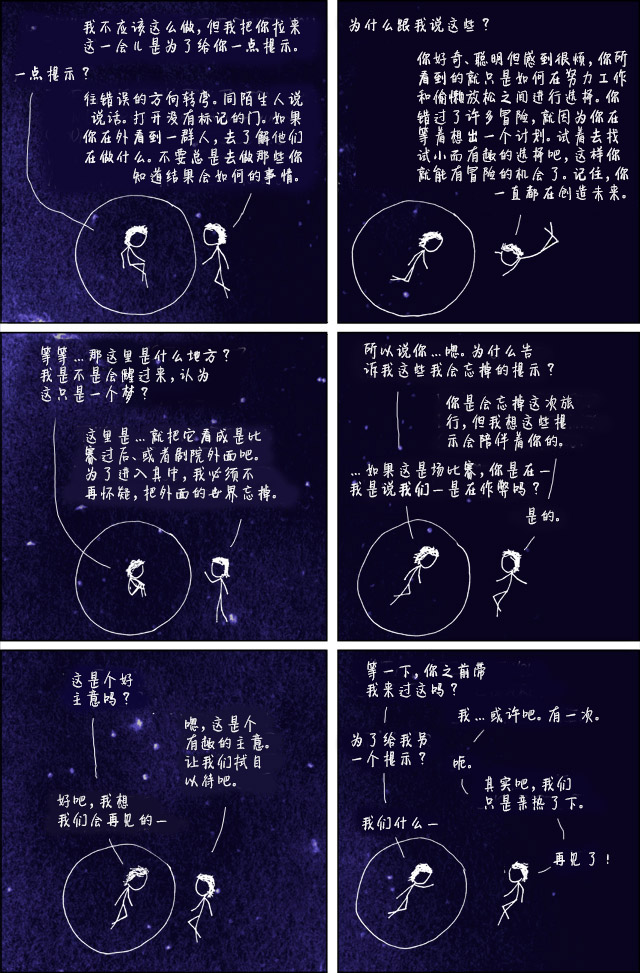 我不应该这么做，但我把你拉来
这一会儿是为了给你一点提示。
一点提示？
往错误的方向转弯。同陌生人说
说话。打开没有标记的门。如果
你在外看到一群人，去了解他们
在做什么。不要总是去做那些你
知道结果会如何的事情。
为什么跟我说这些？
你好奇、聪明但感到很烦，你所
看到的就只是如何在努力工作
和偷懒放松之间进行选择。你
错过了许多冒险，就因为你在
等着想出一个计划。试着去找
试小而有趣的选择吧，这样你
就能有冒险的机会了。记住，你
一直都在创造未来。
等等…那这里是什么地方？
我是不是会醒过来，认为
这只是一个梦？
这里是…就把它看成是比
赛过后、或者剧院外面吧。
为了进入其中，我必须不
再怀疑，把外面的世界忘掉。
所以说你…嗯。为什么告
诉我这些我会忘掉的提示？
你是会忘掉这次旅
行，但我想这些提
示会陪伴着你的。
…如果这是场比赛，你是在—
我是说我们—是在作弊吗？
是的。
这是个好
主意吗？
嗯，这是个
有趣的主意。
让我们拭目
以待吧。
好吧，我想
我们会再见的—
等一下，你之前带
我来过这吗？
我…或许吧。有一次。
为了给我另
一个提示？
呃。
其实吧，我们
只是亲热了下。
我们什么—
再见了！